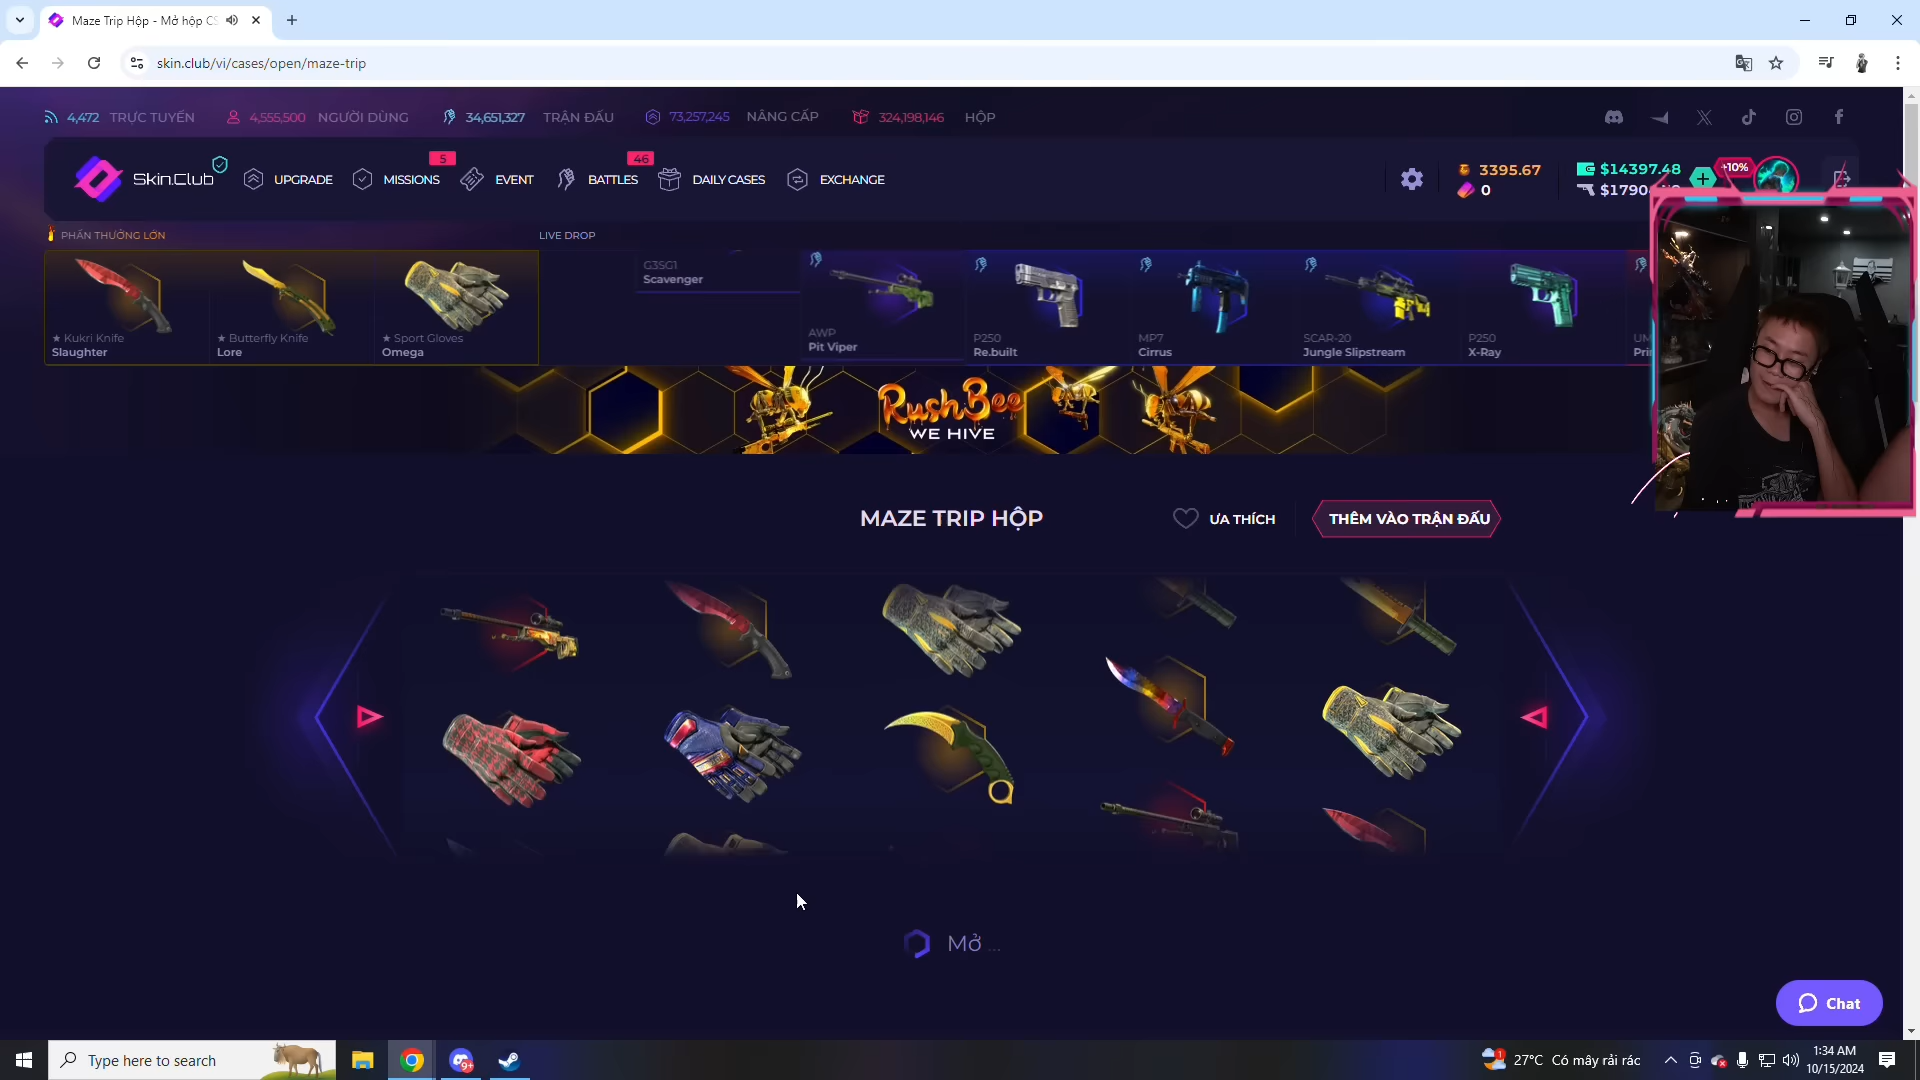 Maze Trip Hộp - Mở hộp CS
skin.club/vi/cases/open/maze-trip
4,472 TRỰC TUYẾN 4,555,500 NGƯỜI DÙNG 34,651,327 TRẬN ĐẤU 73,257,245 NÂNG CẤP 324,198,146 HỘP
Skin.Club UPGRADE 5 MISSIONS EVENT 46 BATTLES DAILY CASES EXCHANGE
3395.67 $14397.48 +10%
0
PHẦN THƯỞNG LỚN LIVE DROP
★ Kukri Knife
Slaughter
★ Butterfly Knife
Lore
★ Sport Gloves
Omega
G3SG1
Scavenger
AWP
Pit Viper
P250
Re.built
MP7
Cirrus
SCAR-20
Jungle Slipstream
P250
X-Ray
RushBee
WE HIVE
MAZE TRIP HỘP ƯA THÍCH THÊM VÀO TRẬN ĐẤU
Mở ...
Chat
Type here to search
9+
1
27°C Có mây rải rác
1:34 AM
10/15/2024